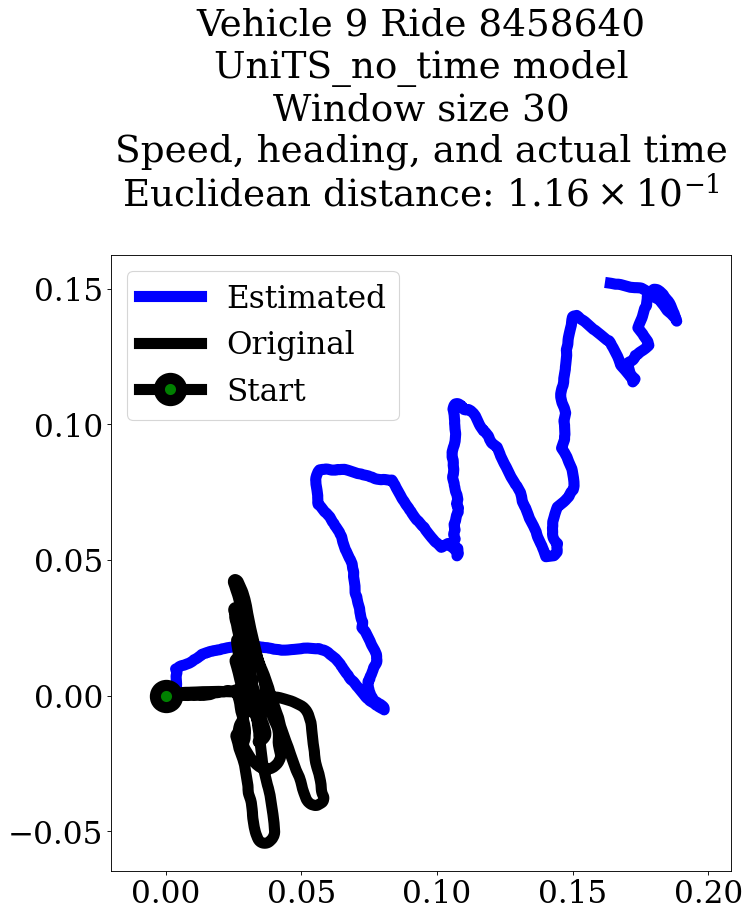 Vehicle 9 Ride 8458640
UniTS_no_time model
Window size 30
Speed, heading, and actual time
Euclidean distance: 1.16 × 10⁻¹
Estimated
Original
Start
0.15
0.10
0.05
0.00
−0.05
0.00 0.05 0.10 0.15 0.20